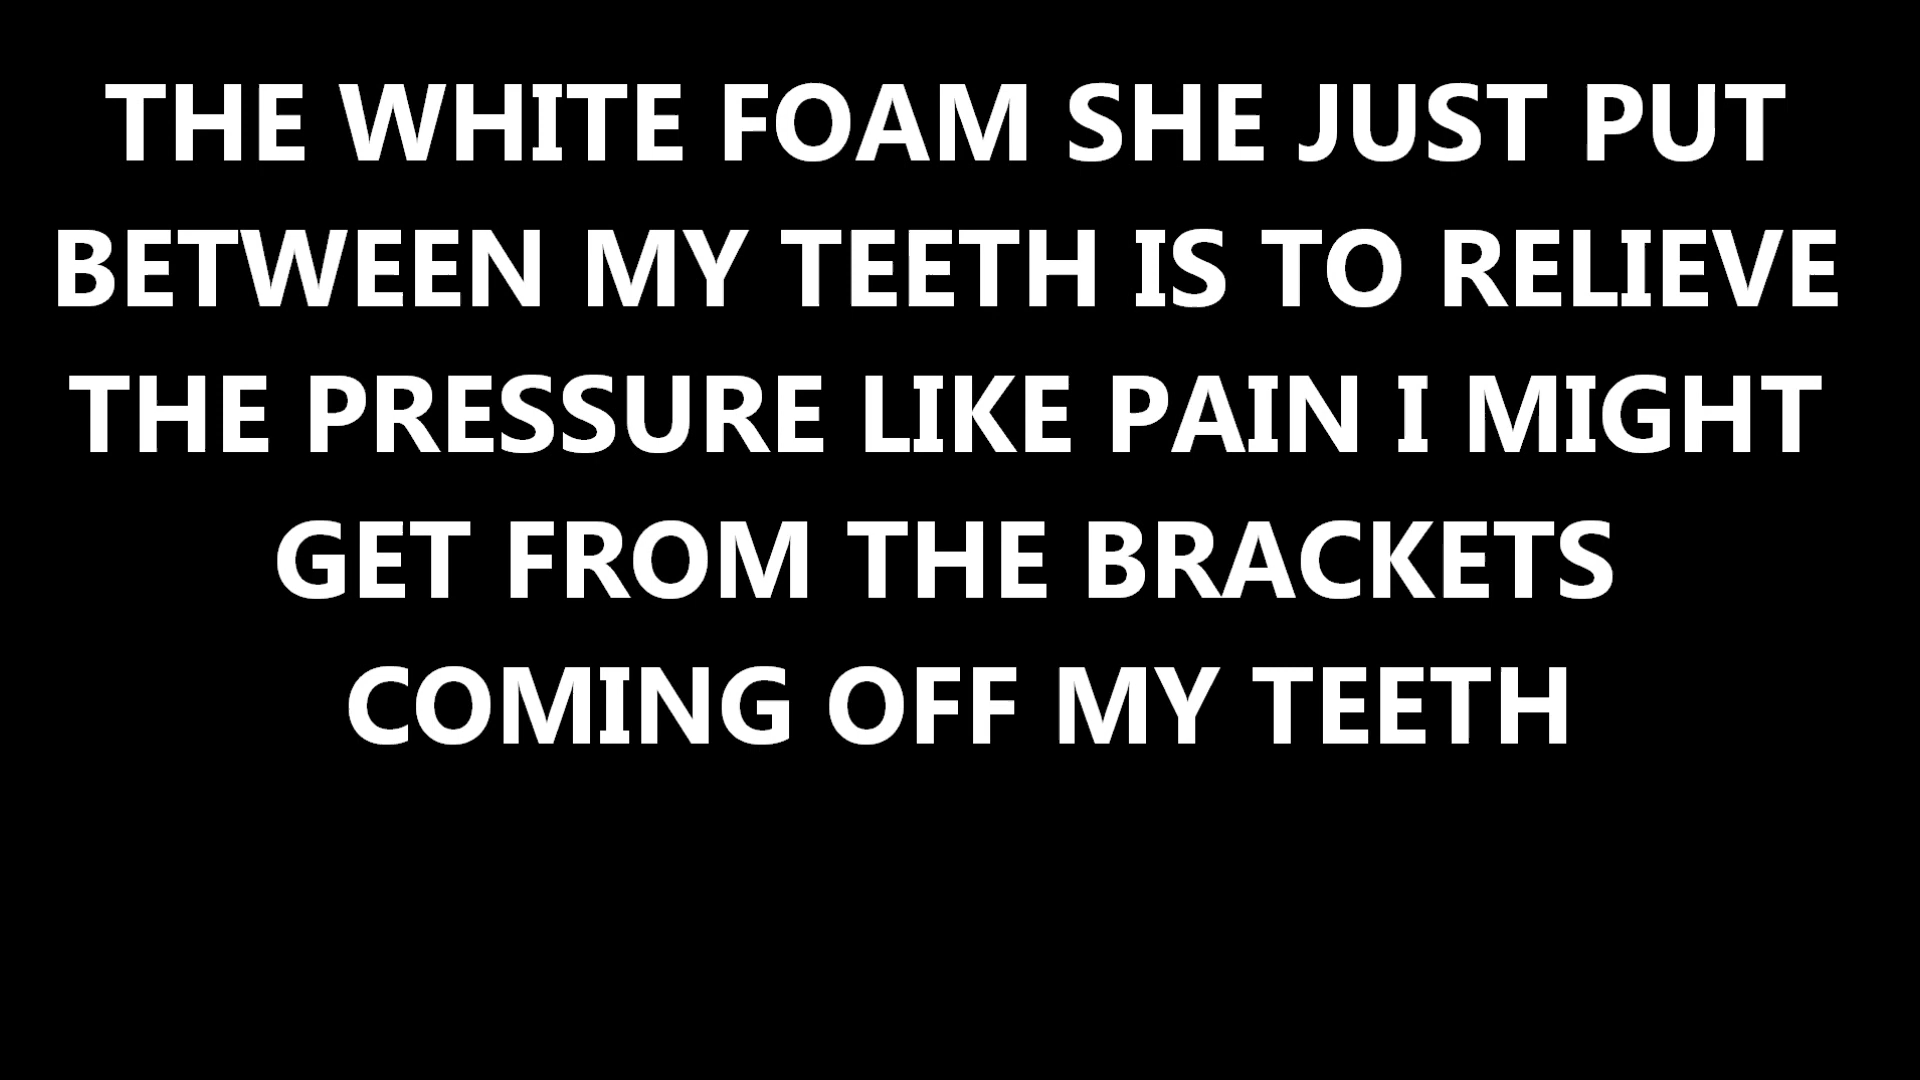 THE WHITE FOAM SHE JUST PUT
BETWEEN MY TEETH IS TO RELIEVE
THE PRESSURE LIKE PAIN I MIGHT
GET FROM THE BRACKETS
COMING OFF MY TEETH